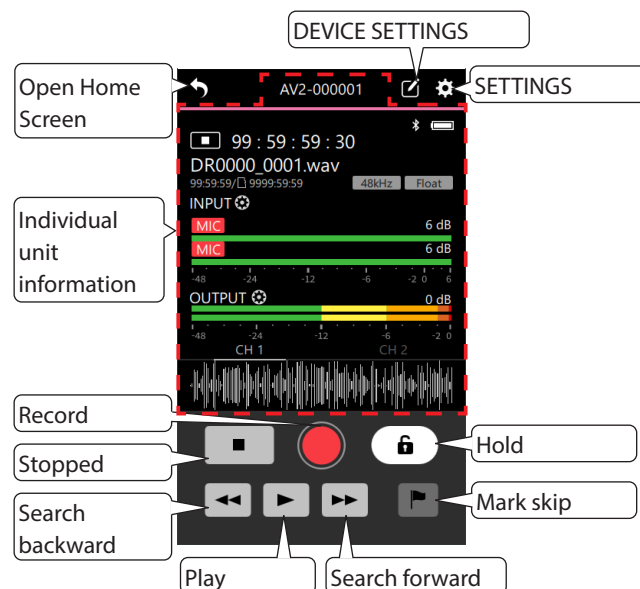 DEVICE SETTINGS
Open Home
Screen
AV2-000001
SETTINGS
99 : 59 : 59 : 30
DR0000_0001.wav
99:59:59/ 9999:59:59
48kHz
Float
Individual
unit
information
INPUT
MIC
6 dB
MIC
6 dB
-48 -24 -12 -6 -2 0 6
OUTPUT
0 dB
-48 -24 -12 -6 -2 0
CH 1
CH 2
Record
Stopped
Hold
Search
backward
Mark skip
Play
Search forward